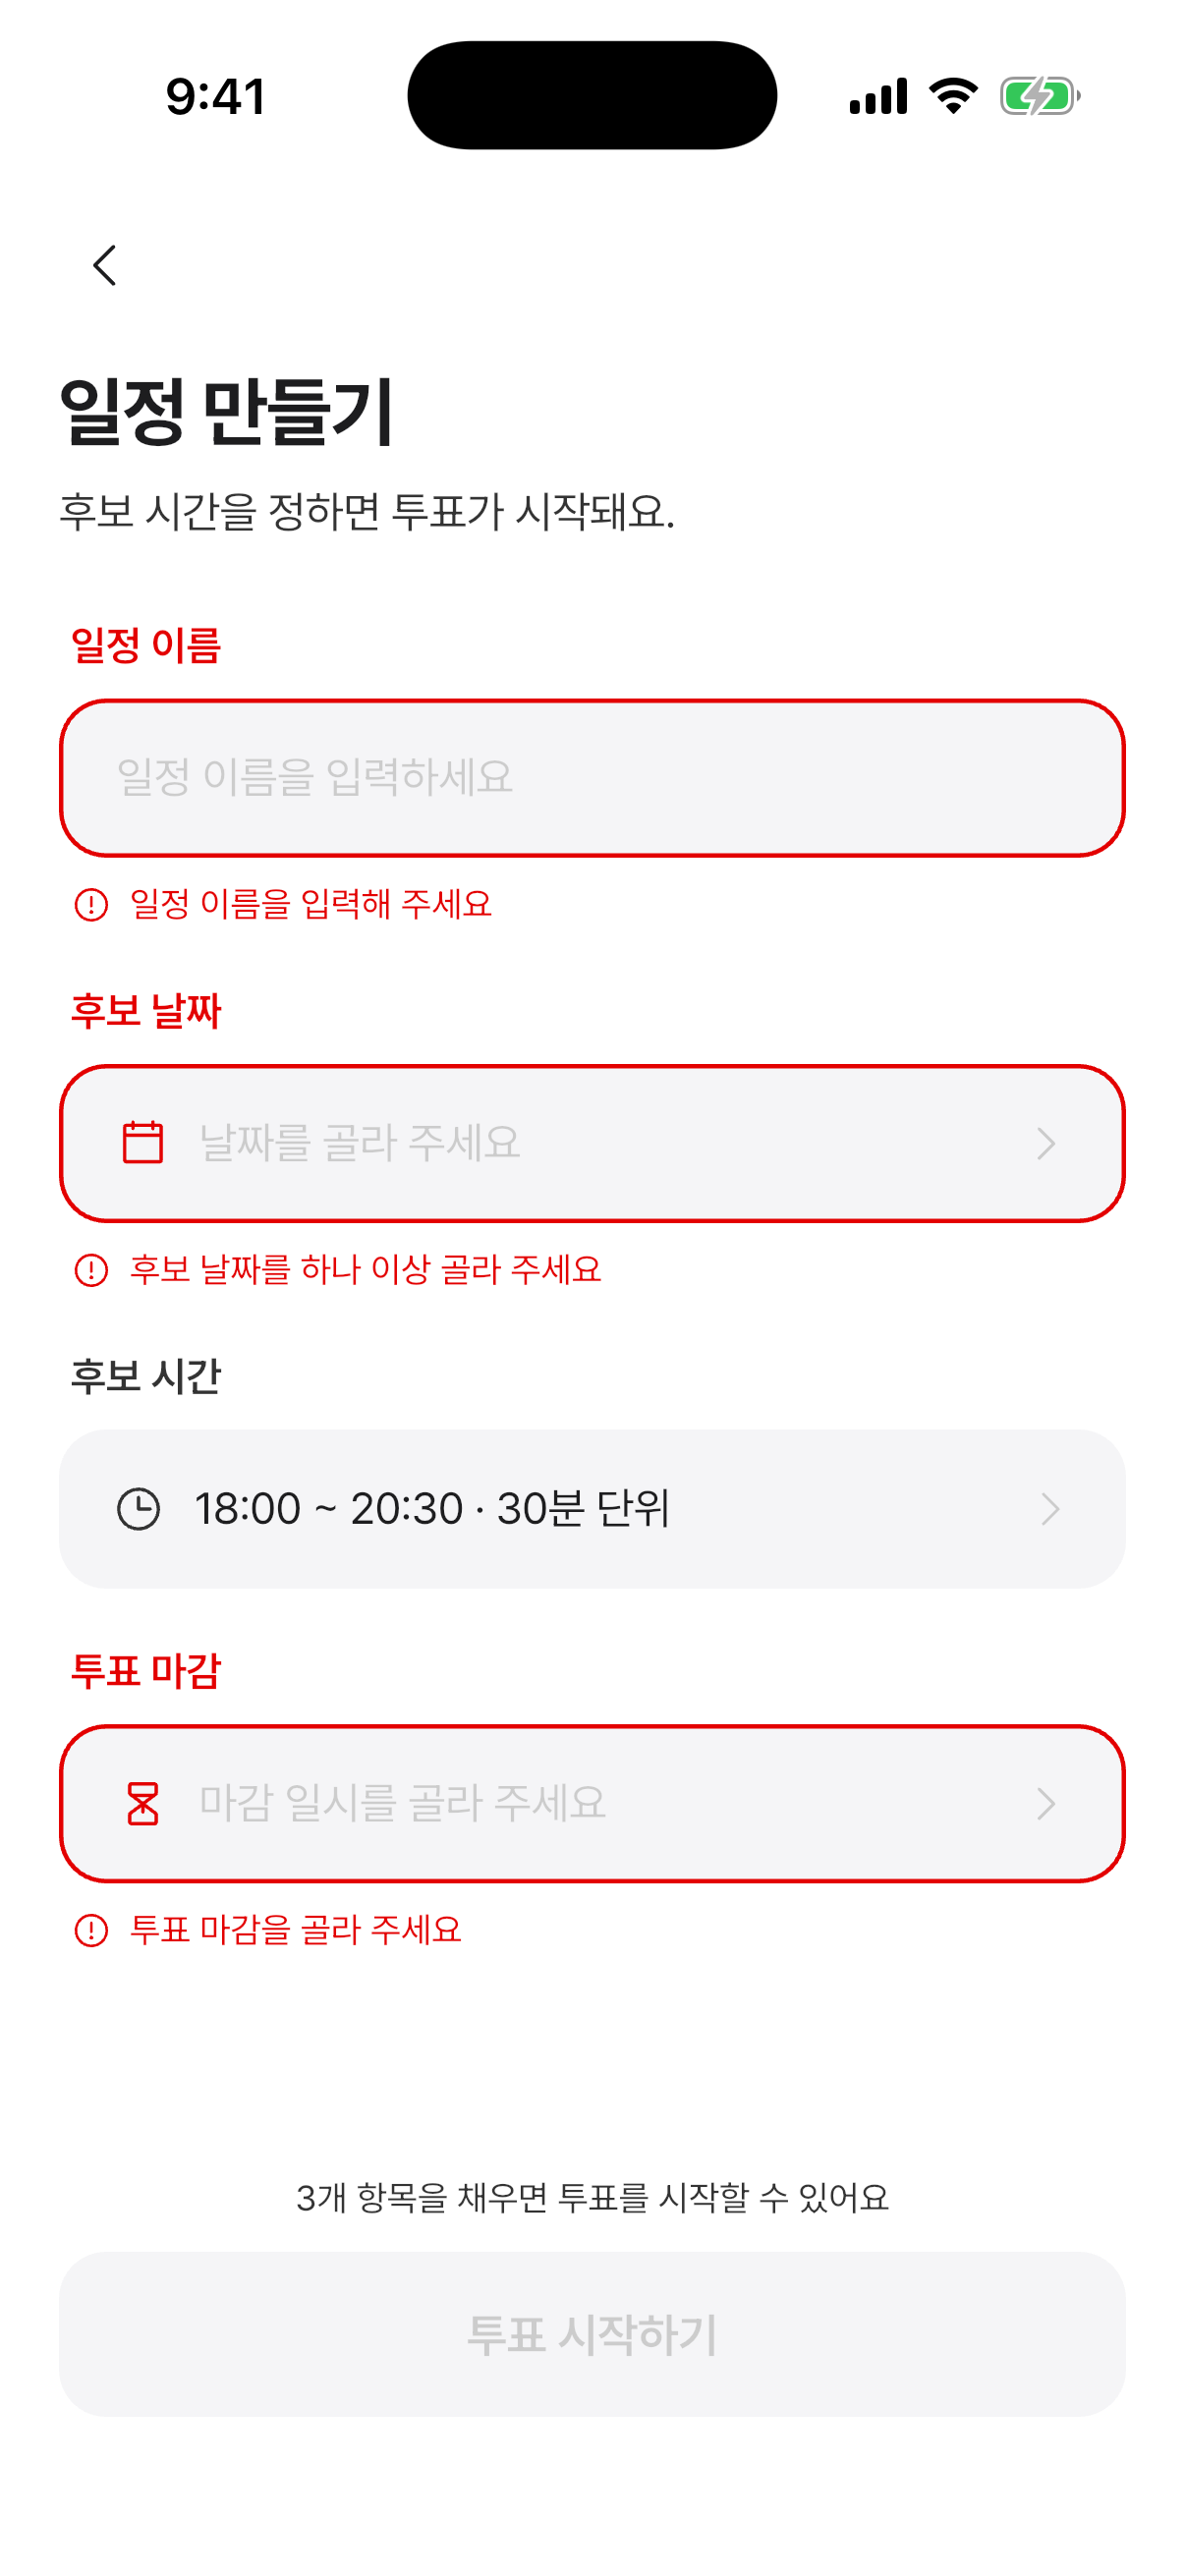 9:41
일정 만들기
후보 시간을 정하면 투표가 시작돼요.
일정 이름
일정 이름을 입력하세요
일정 이름을 입력해 주세요
후보 날짜
날짜를 골라 주세요
후보 날짜를 하나 이상 골라 주세요
후보 시간
18:00 ~ 20:30 · 30분 단위
투표 마감
마감 일시를 골라 주세요
투표 마감을 골라 주세요
3개 항목을 채우면 투표를 시작할 수 있어요
투표 시작하기